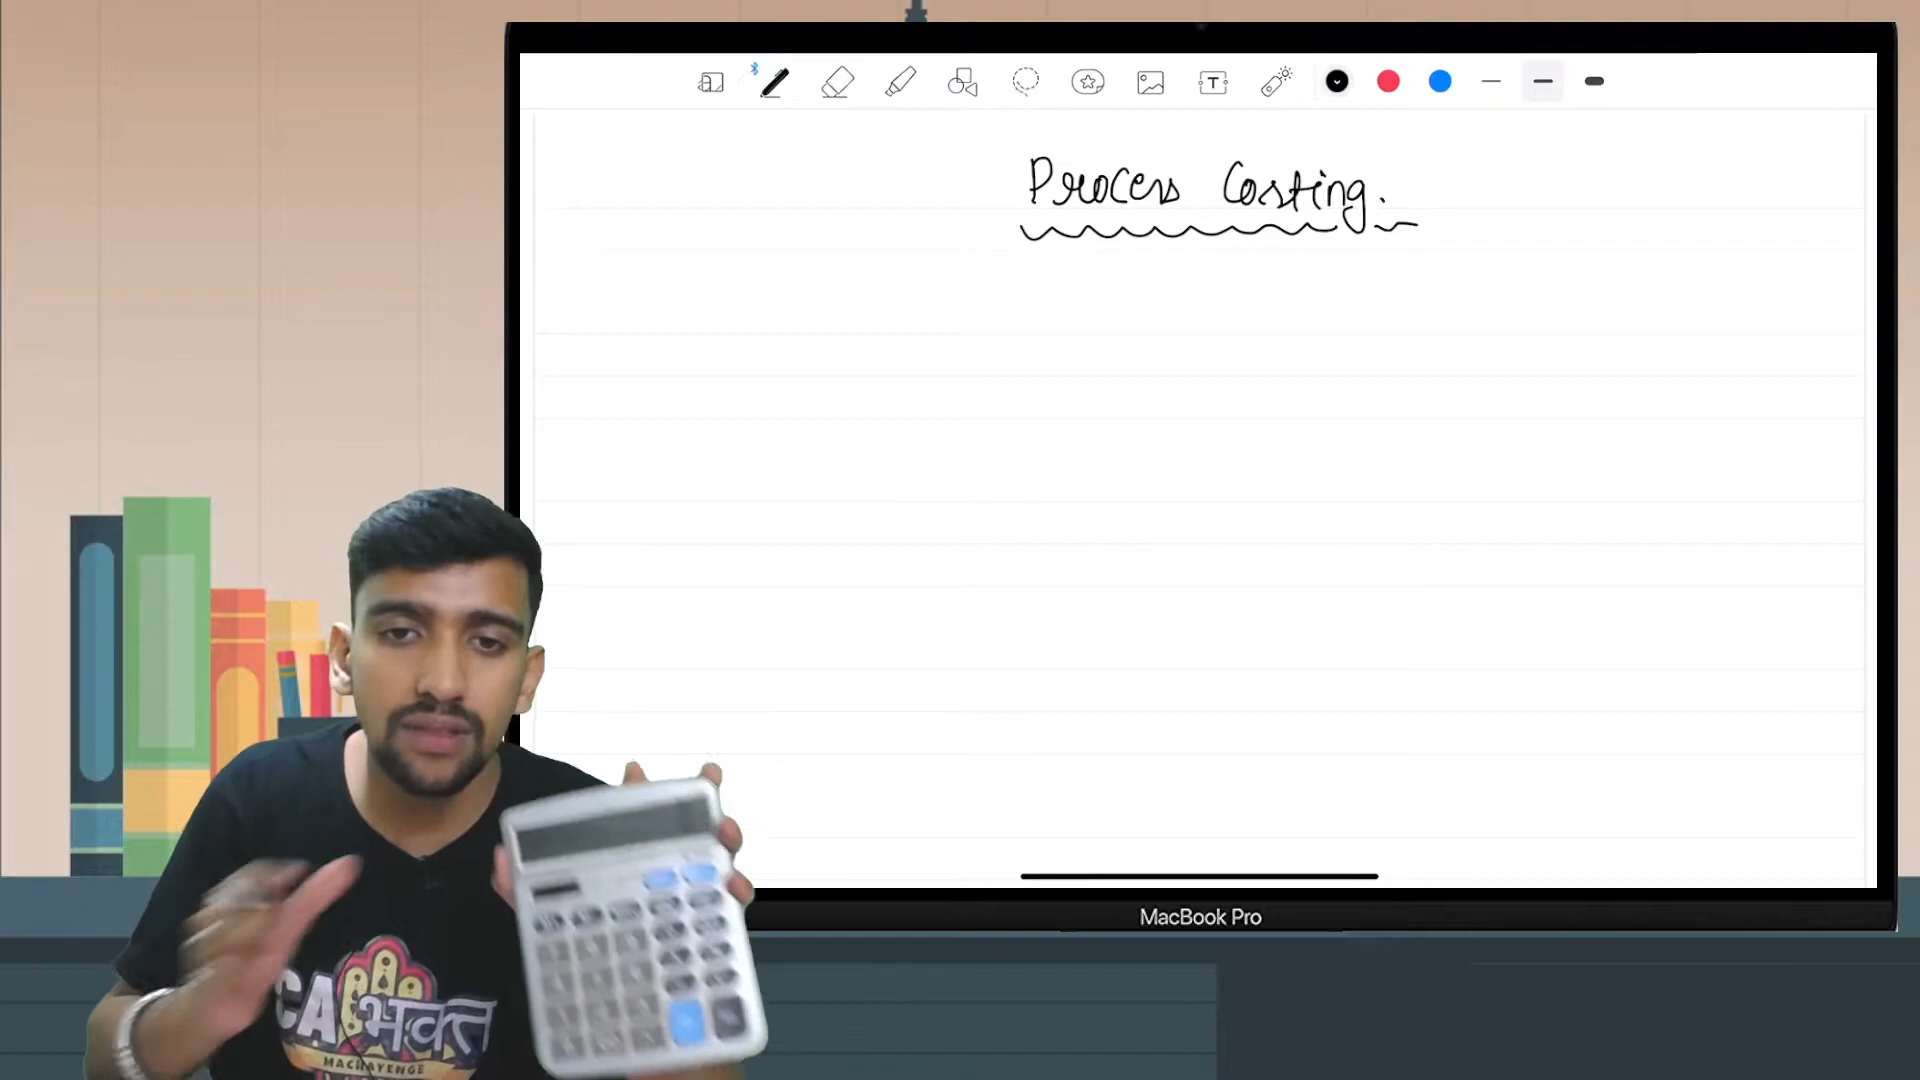 T
Process Costing.
MacBook Pro
CA भक्त
MACHAYENGE